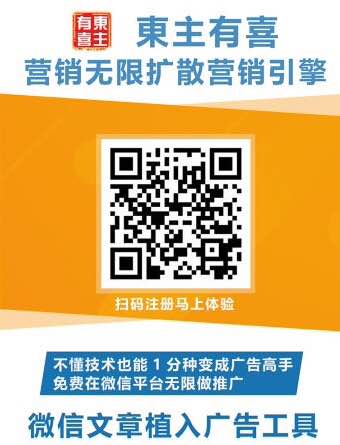 東主
有喜
東主有喜
营销无限扩散营销引擎
扫码注册马上体验
不懂技术也能 1 分种变成广告高手
免费在微信平台无限做推广
微信文章植入广告工具